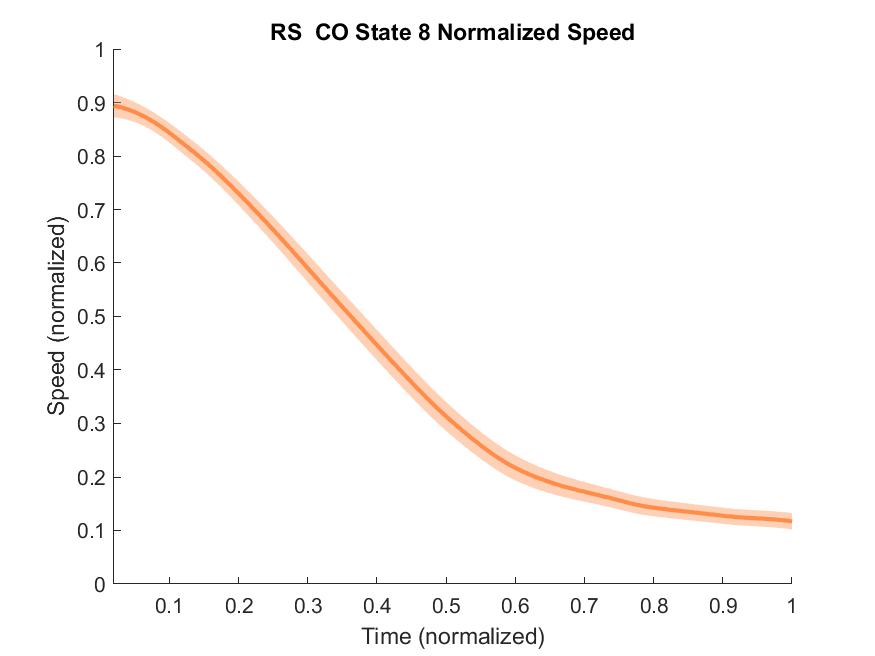 RS  CO State 8 Normalized Speed
1
0.9
0.8
0.7
0.6
0.5
0.4
0.3
0.2
0.1
0
Speed (normalized)
0.1 0.2 0.3 0.4 0.5 0.6 0.7 0.8 0.9 1
Time (normalized)